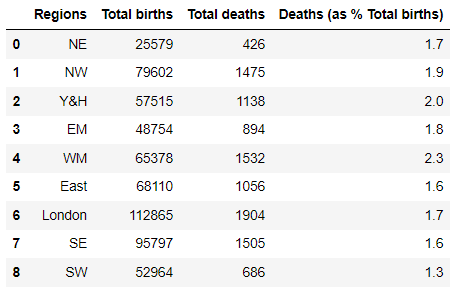 Regions Total births Total deaths Deaths (as % Total births)
0 NE 25579 426 1.7
1 NW 79602 1475 1.9
2 Y&H 57515 1138 2.0
3 EM 48754 894 1.8
4 WM 65378 1532 2.3
5 East 68110 1056 1.6
6 London 112865 1904 1.7
7 SE 95797 1505 1.6
8 SW 52964 686 1.3